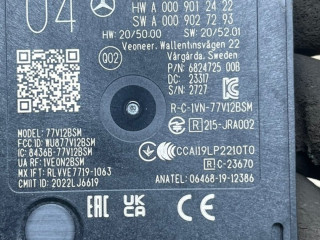 04
HW A 000 901 24 22
SW A 000 902 72 93
HW: 20/50.00 SW: 20/52.01
Veoneer. Wallentinsvägen 22
Vårgårda. Sweden
002
P/N: 6824725 00B
DC: 23317
S/N: 2727
R-C-1VN-77V12BSM
R 215-JRA002
MODEL: 77V12BSM
FCC ID: WU877V12BSM
IC: 8436B-77V12BSM
UA RF: 1VEON2BSM
MX IFT: RLVVE7719-1063
CMIIT ID: 2022LJ6619
CCAI19LP2210T0
R C-23670
ANATEL: 06468-19-12386
EAC UK CA CE